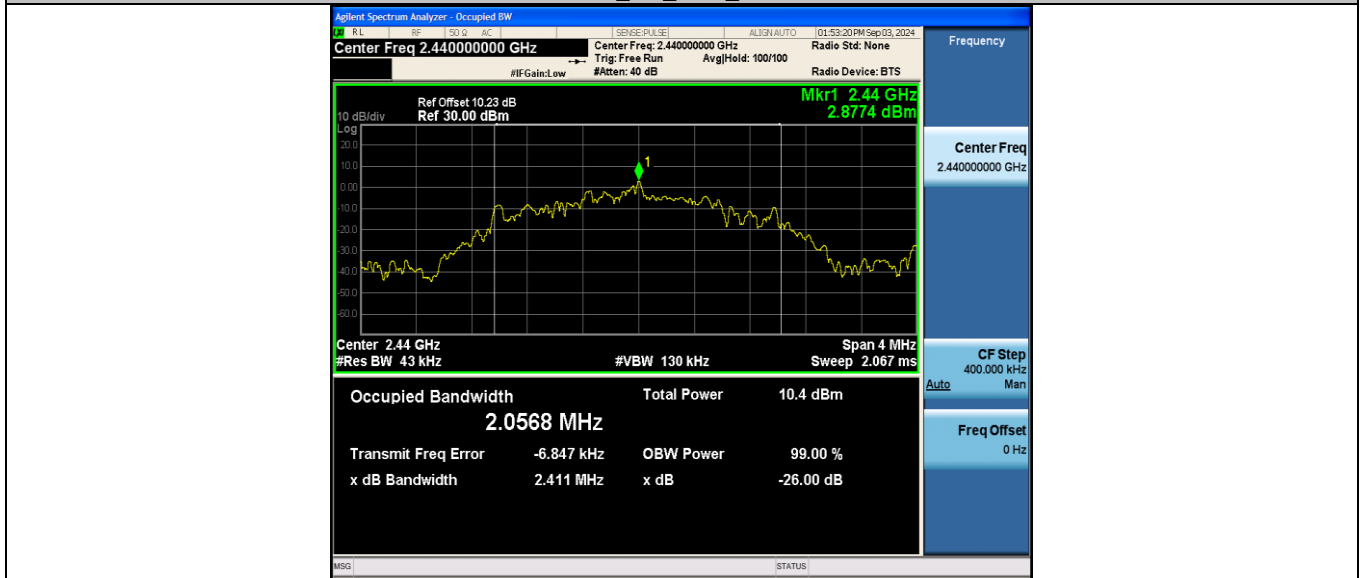 Agilent Spectrum Analyzer - Occupied BW
RL RF 50 Ω AC SENSE:PULSE ALIGN AUTO 01:53:20 PM Sep 03, 2024
Center Freq 2.440000000 GHz
Center Freq: 2.440000000 GHz Radio Std: None
Trig: Free Run Avg|Hold: 100/100
#IFGain:Low #Atten: 40 dB Radio Device: BTS
Frequency
Mkr1 2.44 GHz
2.8774 dBm
Ref Offset 10.23 dB
10 dB/div Ref 30.00 dBm
Log
20.0
10.0
0.00
-10.0
-20.0
-30.0
-40.0
-50.0
-60.0
1
Center 2.44 GHz Span 4 MHz
#Res BW 43 kHz #VBW 130 kHz Sweep 2.067 ms
Center Freq
2.440000000 GHz
CF Step
400.000 kHz
Auto Man
Freq Offset
0 Hz
Occupied Bandwidth Total Power 10.4 dBm
2.0568 MHz
Transmit Freq Error -6.847 kHz OBW Power 99.00 %
x dB Bandwidth 2.411 MHz x dB -26.00 dB
MSG STATUS